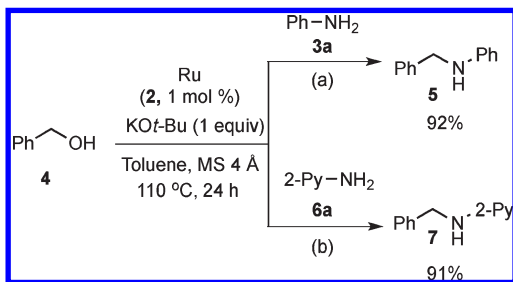 Ph–OH
4
Ru
(2, 1 mol %)
KOt-Bu (1 equiv)
Toluene, MS 4 Å
110 °C, 24 h
Ph–NH₂
3a
(a)
Ph N Ph
H
5
92%
2-Py–NH₂
6a
(b)
Ph N 2-Py
H
7
91%